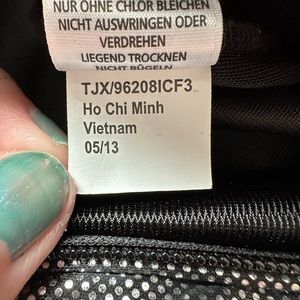 NUR OHNE CHLOR BLEICHEN
NICHT AUSWRINGEN ODER
VERDREHEN
LIEGEND TROCKNEN
NICHT BÜGELN
TJX/96208ICF3
Ho Chi Minh
Vietnam
05/13